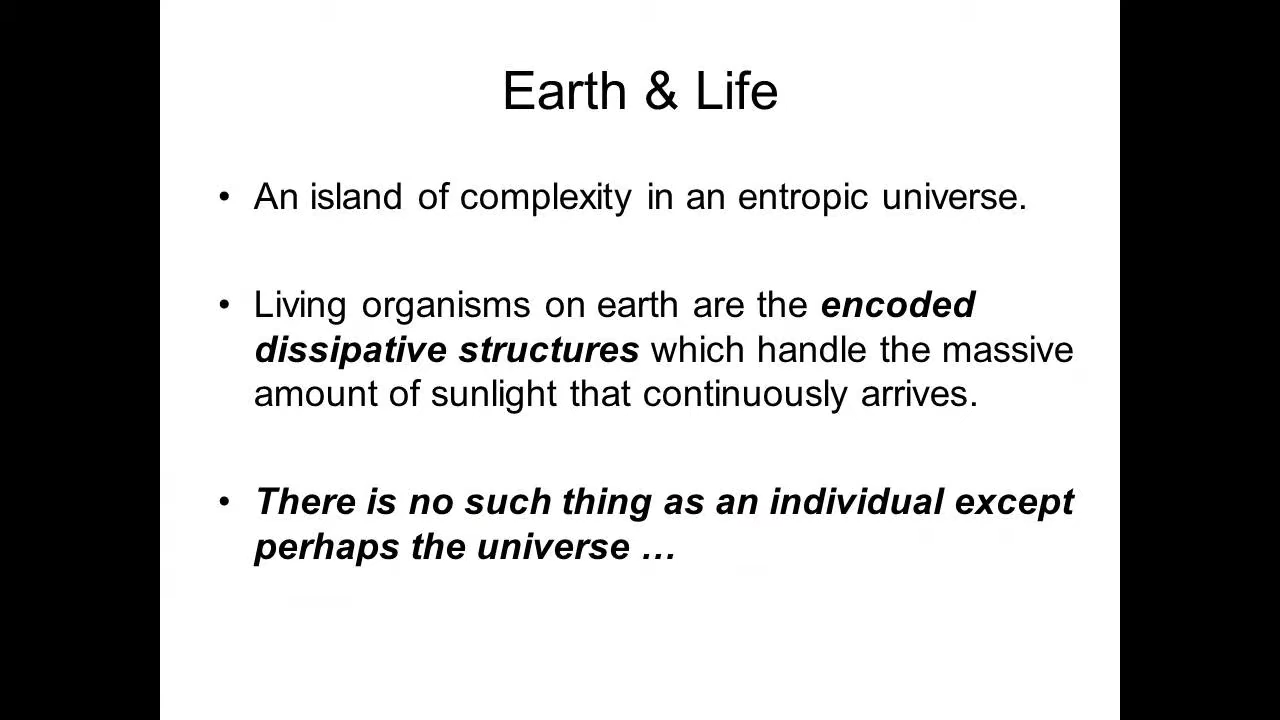 Earth & Life
• An island of complexity in an entropic universe.
• Living organisms on earth are the encoded
dissipative structures which handle the massive
amount of sunlight that continuously arrives.
• There is no such thing as an individual except
perhaps the universe …